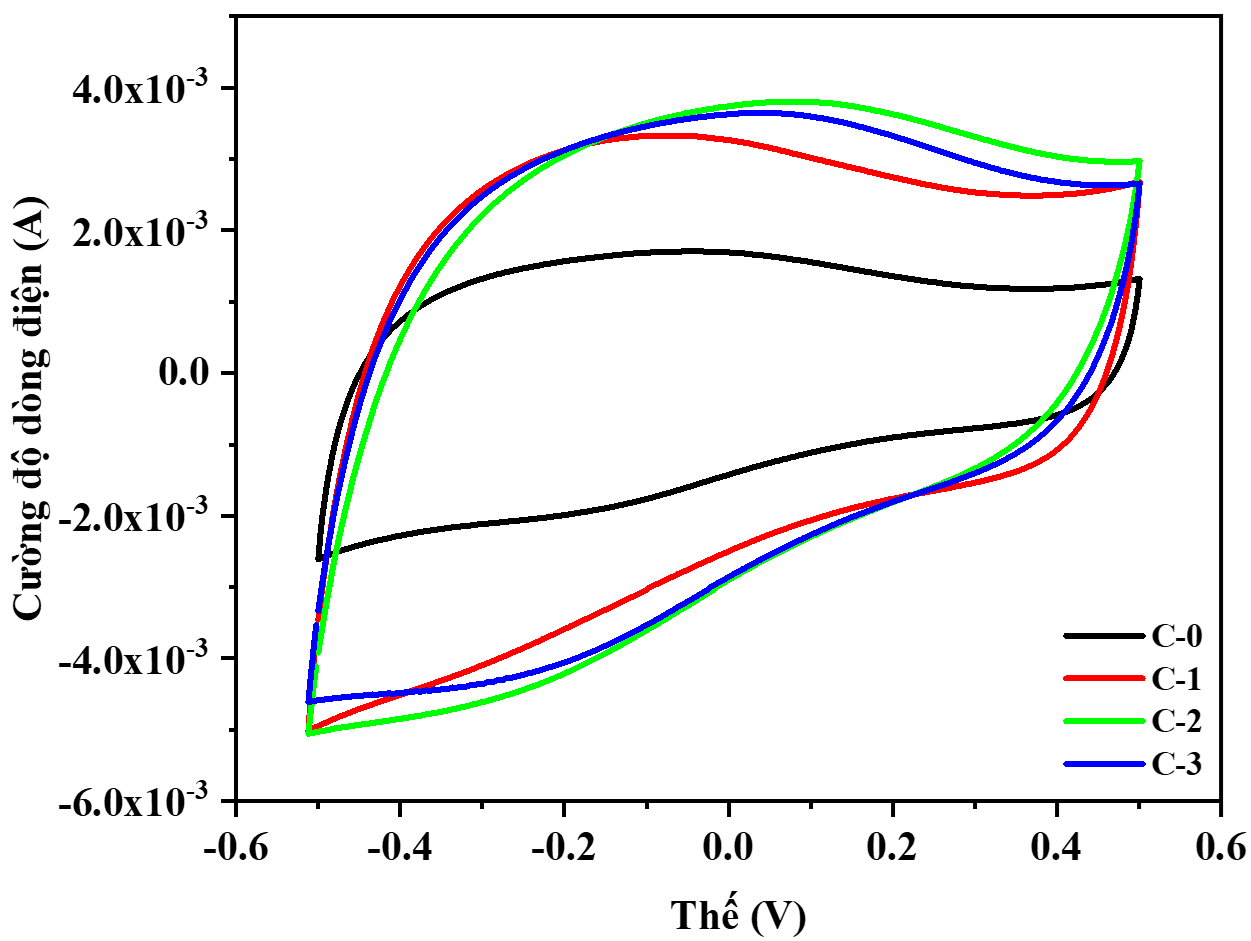 4.0x10-3
2.0x10-3
0.0
-2.0x10-3
-4.0x10-3
-6.0x10-3
Cường dộ dòng điện (A)
C-0
C-1
C-2
C-3
-0.6 -0.4 -0.2 0.0 0.2 0.4 0.6
Thế (V)